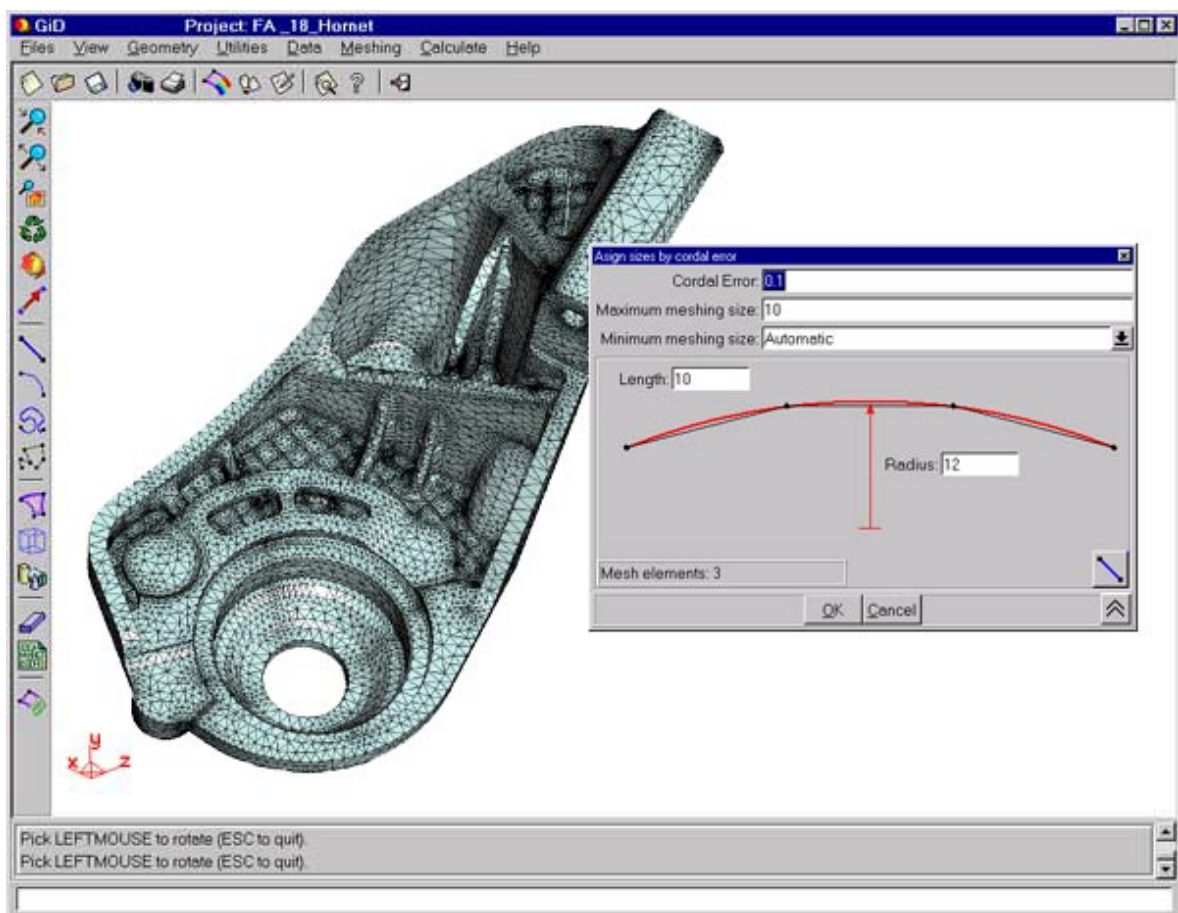 GiD Project: FA _18_Hornet
Files View Geometry Utilities Data Meshing Calculate Help
Asign sizes by cordal error
Cordal Error: 0.1
Maximum meshing size: 10
Minimum meshing size: Automatic
Length: 10
Radius: 12
Mesh elements: 3
OK Cancel
y
x z
Pick LEFTMOUSE to rotate (ESC to quit).
Pick LEFTMOUSE to rotate (ESC to quit).